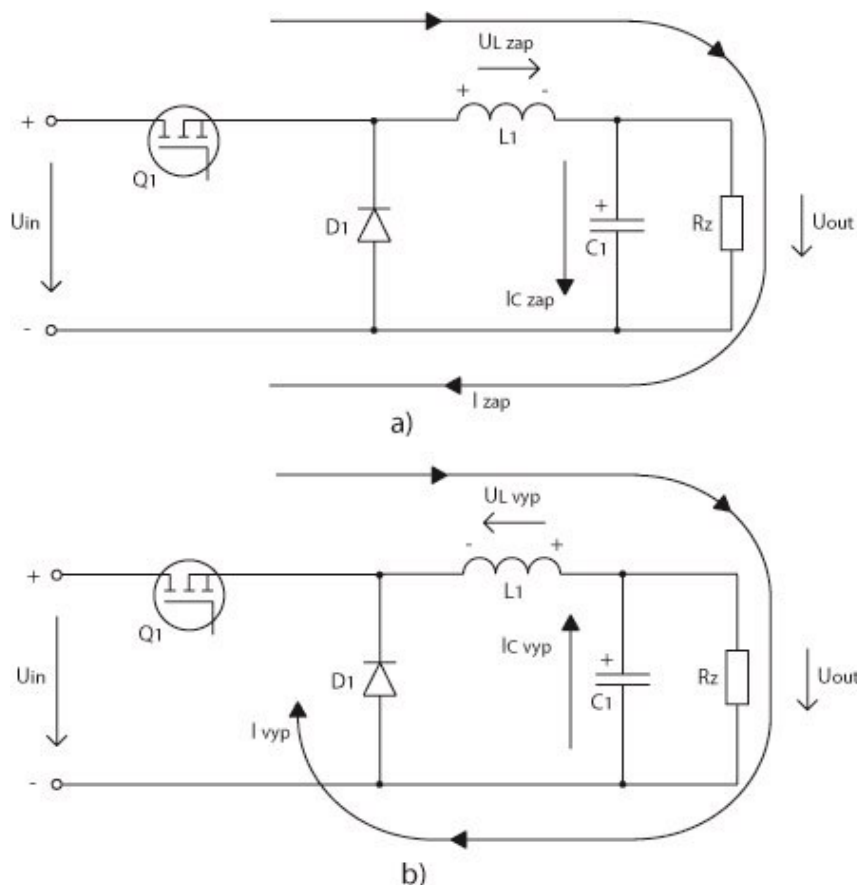 UL zap
+ -
+
L1
Q1
Uin
D1
+
C1
Rz
Uout
IC zap
-
I zap
a)
UL vyp
- +
+
L1
Q1
Uin
D1
IC vyp
+
C1
Rz
Uout
I vyp
-
b)